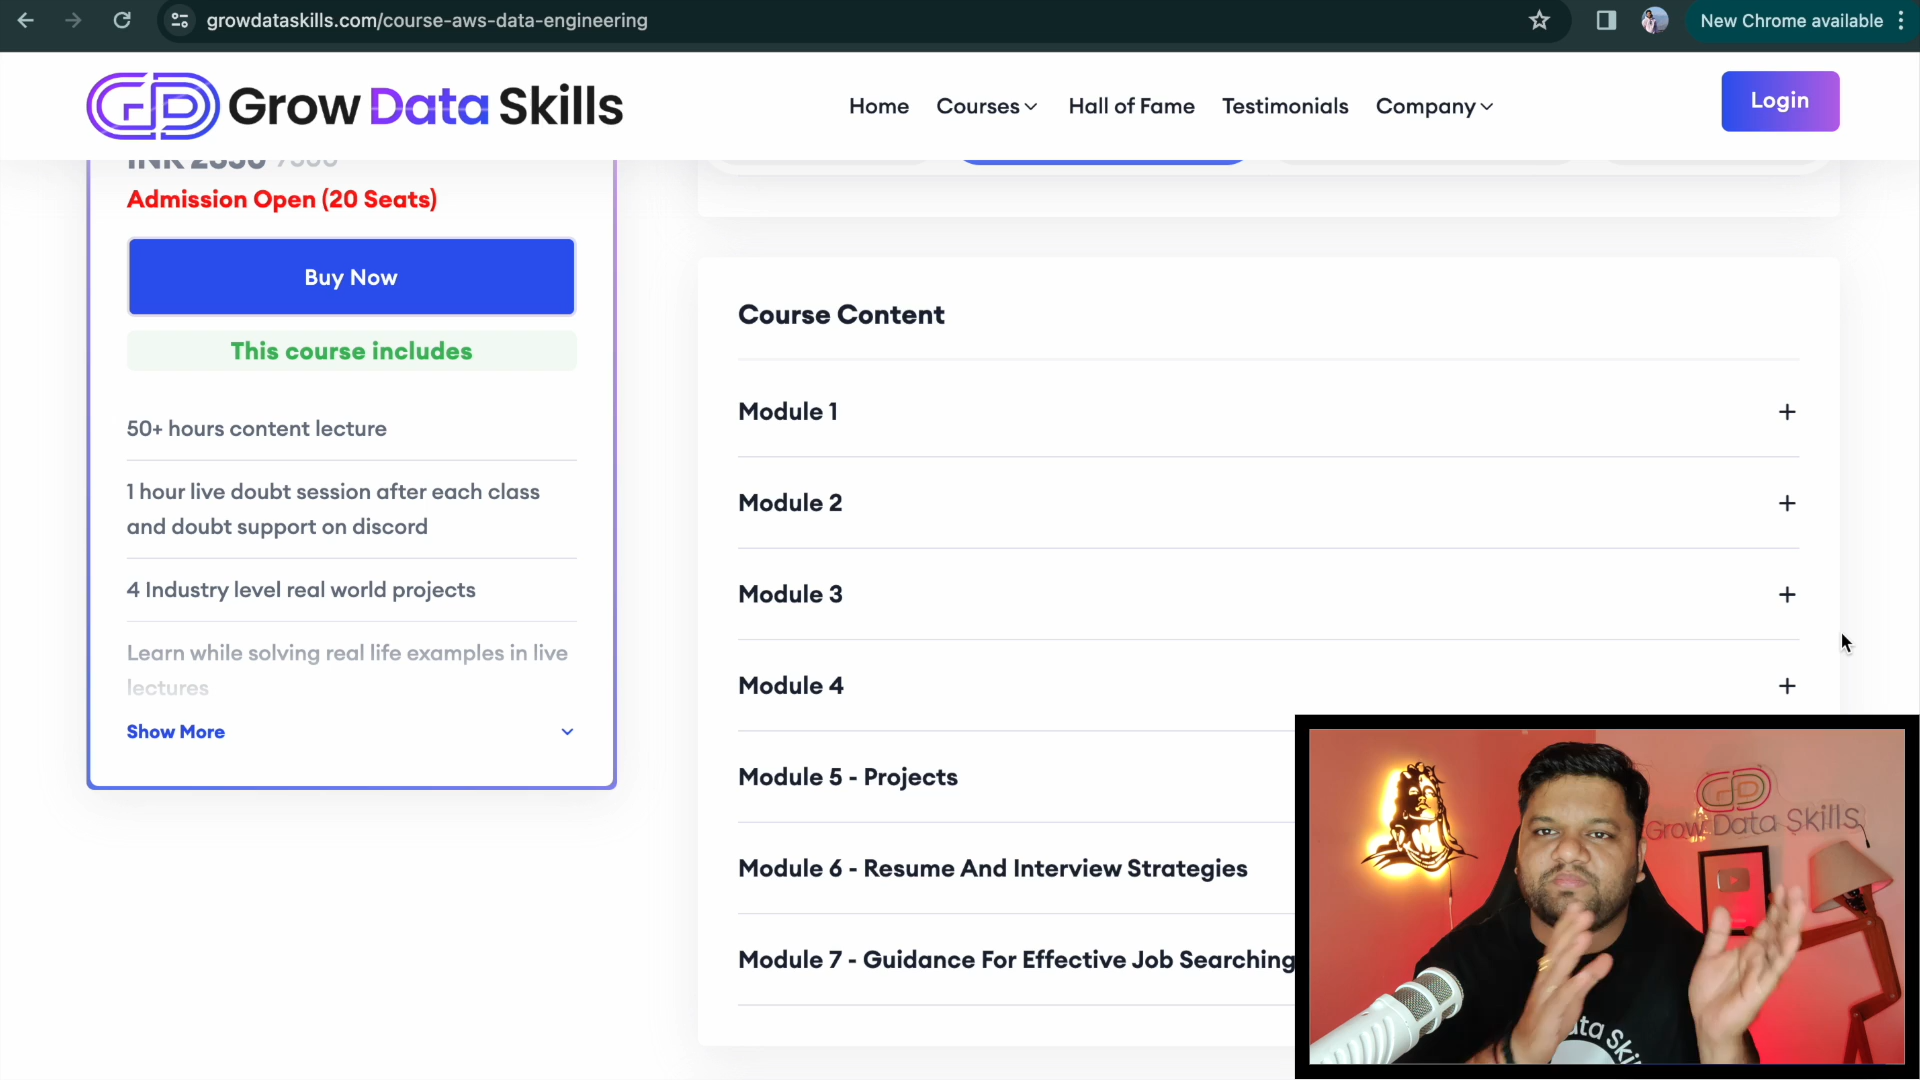 growdataskills.com/course-aws-data-engineering
New Chrome available
Grow Data Skills
Home
Courses
Hall of Fame
Testimonials
Company
Login
Admission Open (20 Seats)
Buy Now
This course includes
50+ hours content lecture
1 hour live doubt session after each class
and doubt support on discord
4 Industry level real world projects
Learn while solving real life examples in live
lectures
Show More
Course Content
Module 1
Module 2
Module 3
Module 4
Module 5 - Projects
Module 6 - Resume And Interview Strategies
Module 7 - Guidance For Effective Job Searching
Grow Data Skills